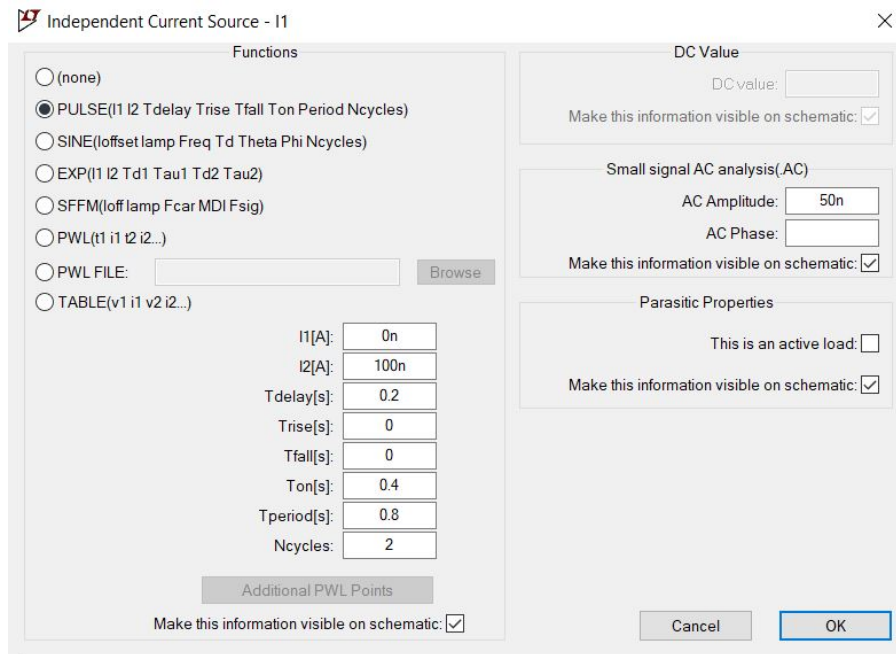 Independent Current Source - I1
Functions
(none)
PULSE(I1 I2 Tdelay Trise Tfall Ton Period Ncycles)
SINE(Ioffset Iamp Freq Td Theta Phi Ncycles)
EXP(I1 I2 Td1 Tau1 Td2 Tau2)
SFFM(Ioff Iamp Fcar MDI Fsig)
PWL(t1 i1 t2 i2...)
PWL FILE: Browse
TABLE(v1 i1 v2 i2...)
I1[A]: 0n
I2[A]: 100n
Tdelay[s]: 0.2
Trise[s]: 0
Tfall[s]: 0
Ton[s]: 0.4
Tperiod[s]: 0.8
Ncycles: 2
Additional PWL Points
Make this information visible on schematic:
DC Value
DC value:
Make this information visible on schematic:
Small signal AC analysis(.AC)
AC Amplitude: 50n
AC Phase:
Make this information visible on schematic:
Parasitic Properties
This is an active load:
Make this information visible on schematic:
Cancel OK